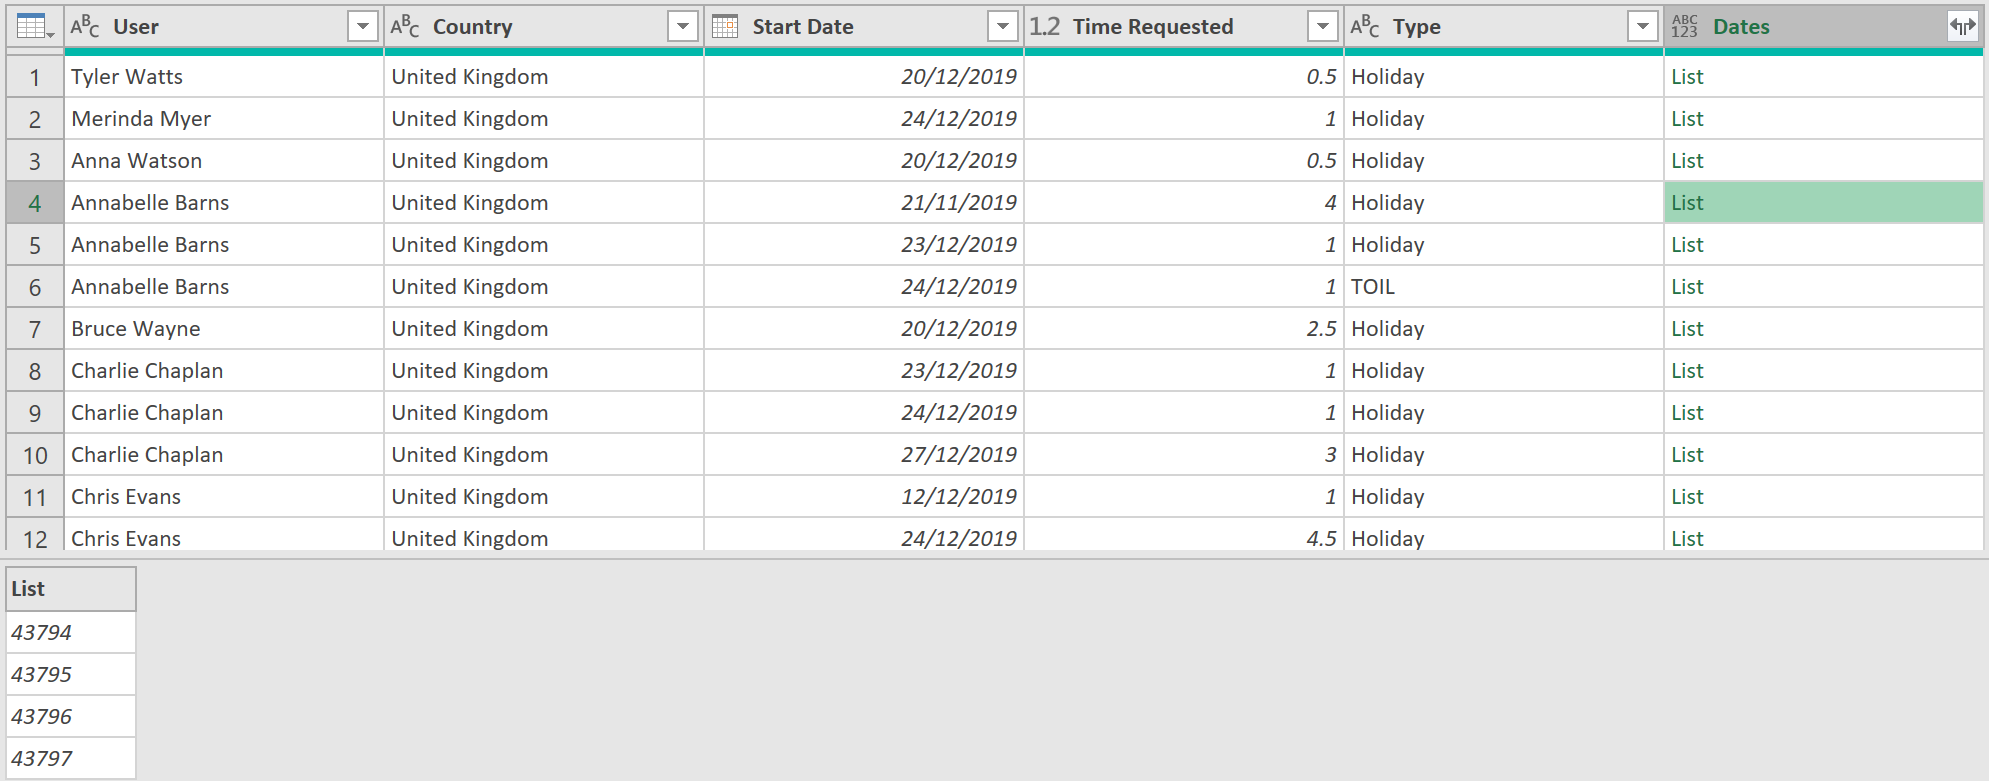 ABC User ABC Country Start Date 1.2 Time Requested ABC Type ABC 123 Dates
1 Tyler Watts United Kingdom 20/12/2019 0.5 Holiday List
2 Merinda Myer United Kingdom 24/12/2019 1 Holiday List
3 Anna Watson United Kingdom 20/12/2019 0.5 Holiday List
4 Annabelle Barns United Kingdom 21/11/2019 4 Holiday List
5 Annabelle Barns United Kingdom 23/12/2019 1 Holiday List
6 Annabelle Barns United Kingdom 24/12/2019 1 TOIL List
7 Bruce Wayne United Kingdom 20/12/2019 2.5 Holiday List
8 Charlie Chaplan United Kingdom 23/12/2019 1 Holiday List
9 Charlie Chaplan United Kingdom 24/12/2019 1 Holiday List
10 Charlie Chaplan United Kingdom 27/12/2019 3 Holiday List
11 Chris Evans United Kingdom 12/12/2019 1 Holiday List
12 Chris Evans United Kingdom 24/12/2019 4.5 Holiday List
List
43794
43795
43796
43797